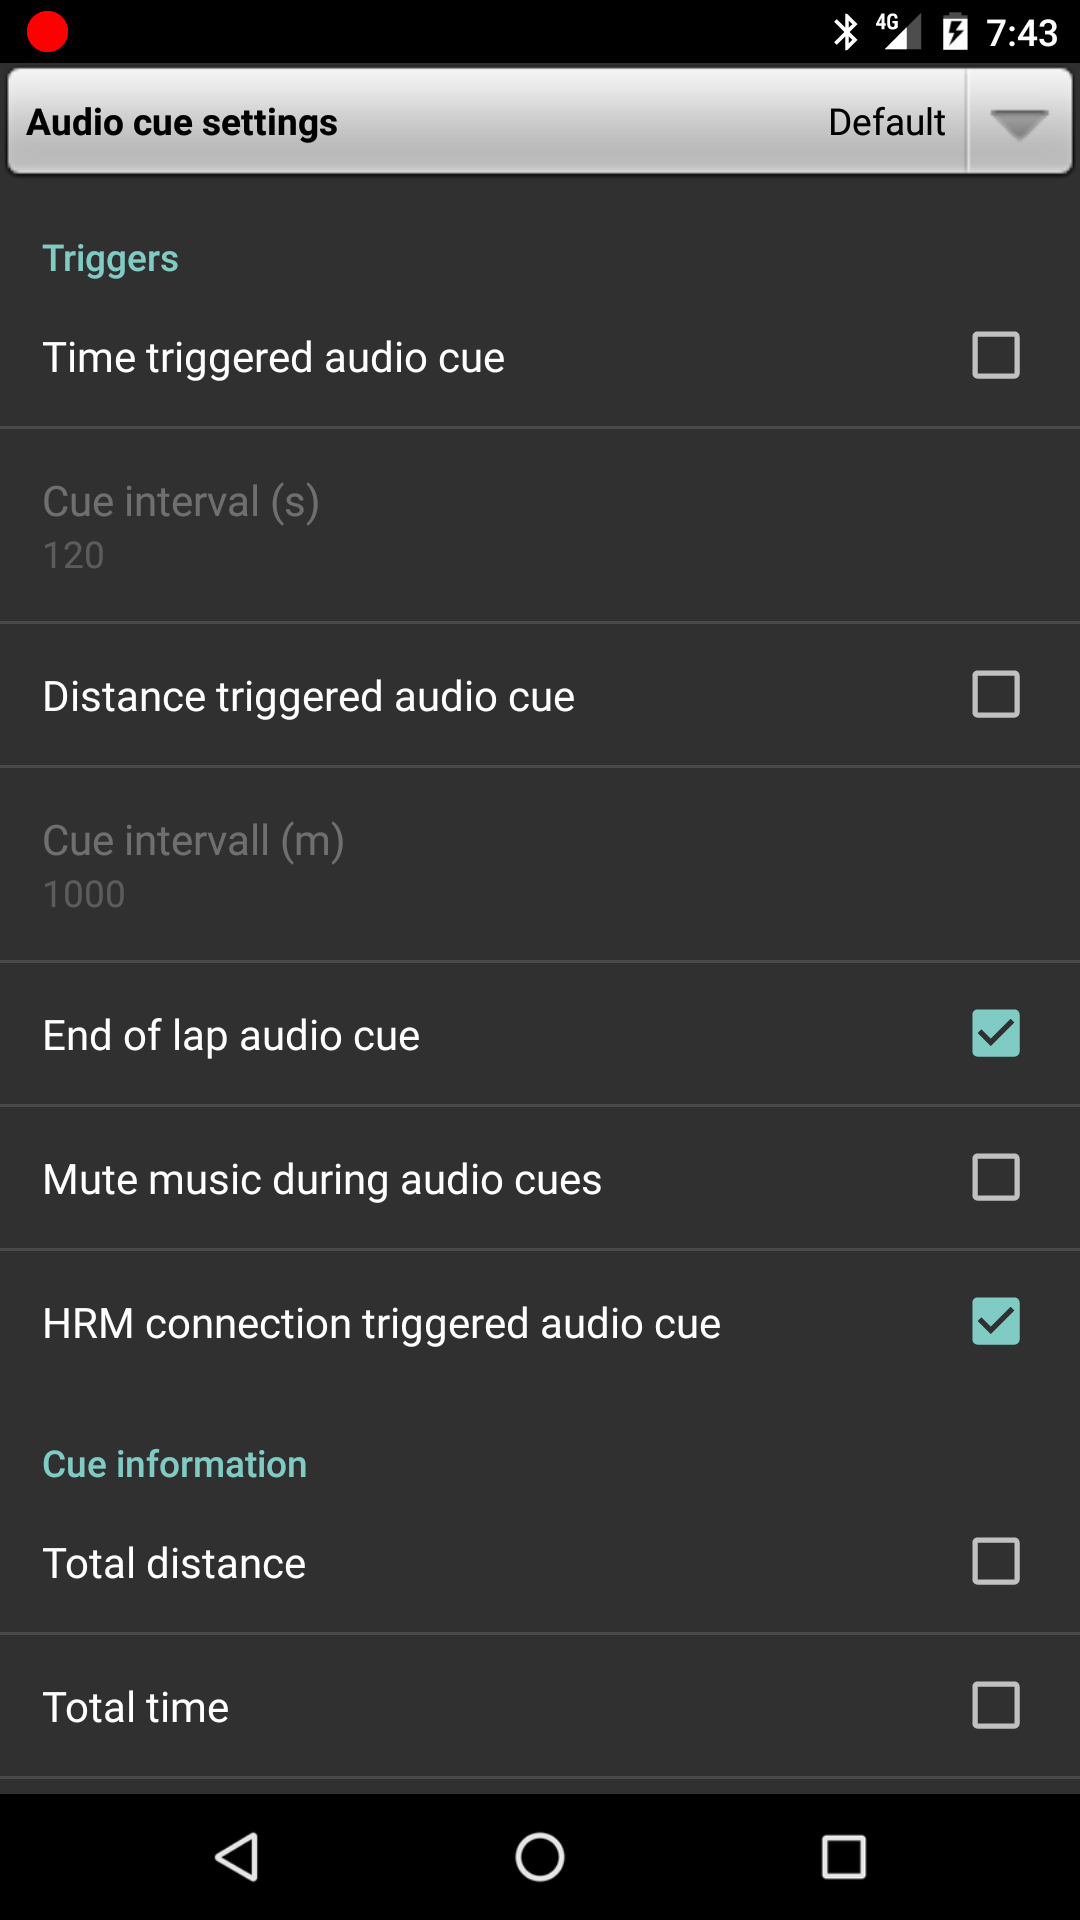 4G 7:43
Audio cue settings Default
Triggers
Time triggered audio cue
Cue interval (s)
120
Distance triggered audio cue
Cue intervall (m)
1000
End of lap audio cue
Mute music during audio cues
HRM connection triggered audio cue
Cue information
Total distance
Total time